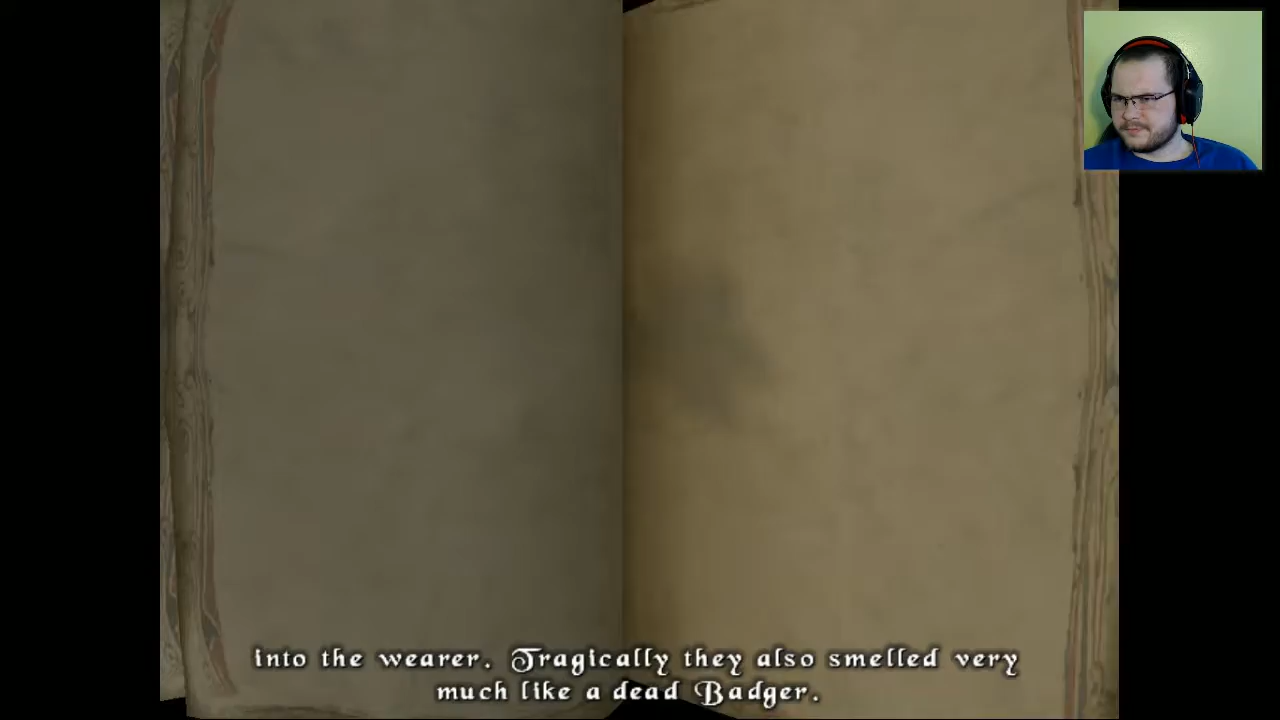 into the wearer. Tragically they also smelled very
much like a dead Badger.